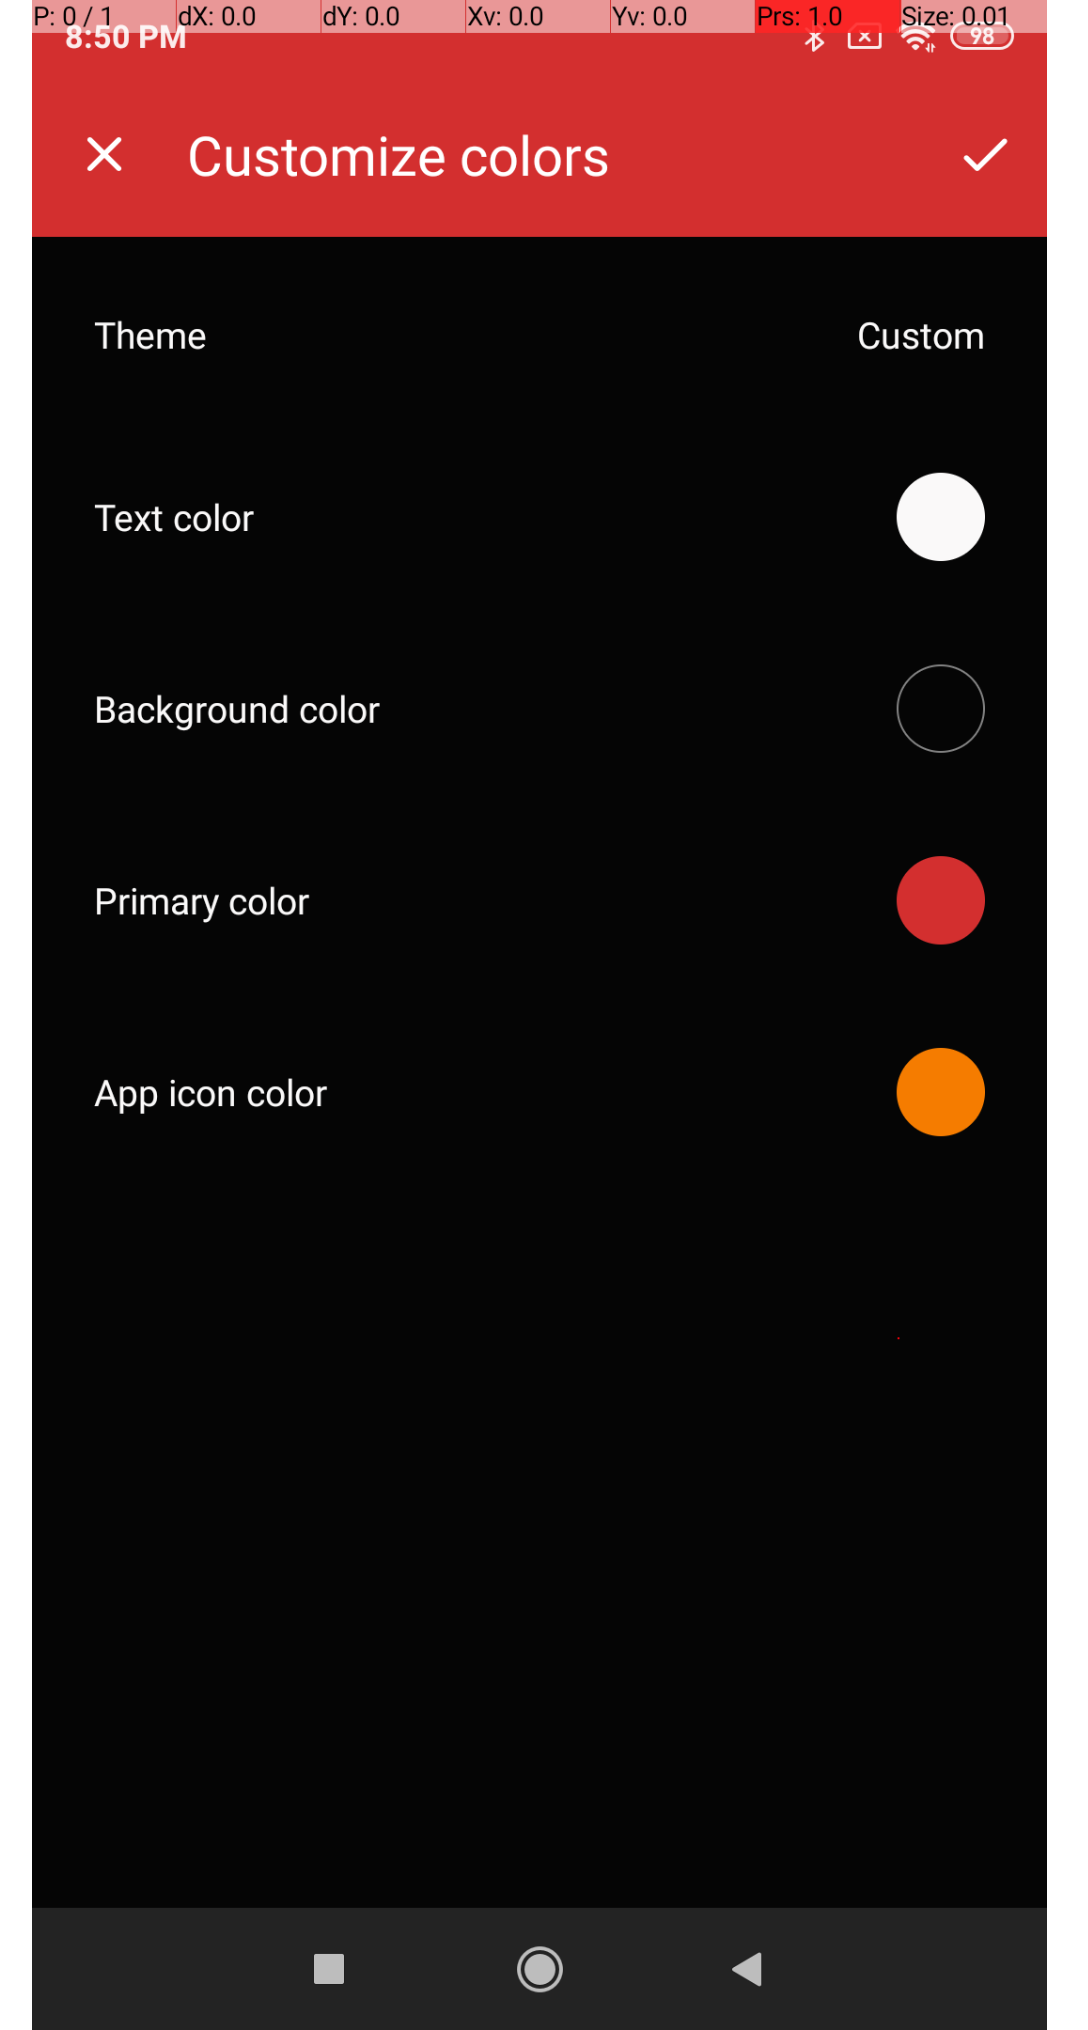 P: 0 / 1 dX: 0.0 dY: 0.0 Xv: 0.0 Yv: 0.0 Prs: 1.0 Size: 0.01
8:50 PM 98
Customize colors
Theme Custom
Text color
Background color
Primary color
App icon color